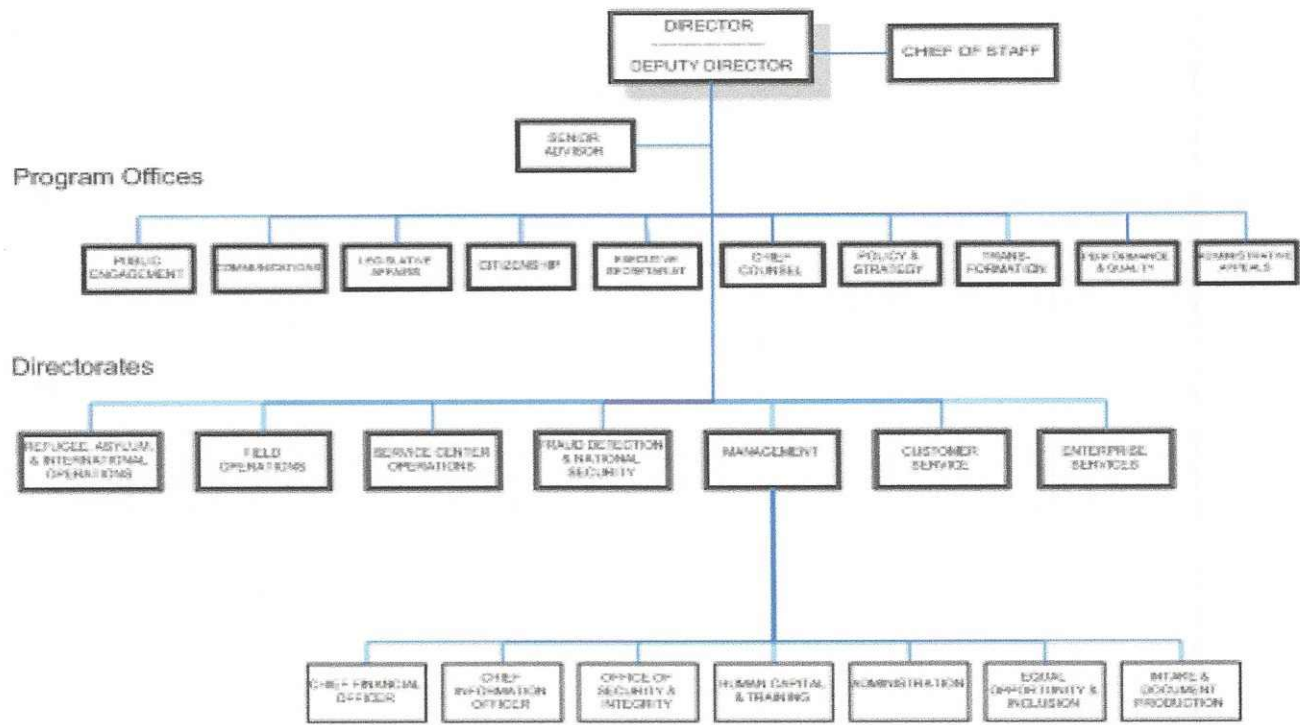 DIRECTOR
DEPUTY DIRECTOR
CHIEF OF STAFF
SENIOR
ADVISOR
Program Offices
PUBLIC
ENGAGEMENT
COMMUNICATIONS
LEGISLATIVE
AFFAIRS
CITIZENSHIP
EXECUTIVE
SECRETARIAT
CHIEF
COUNSEL
POLICY &
STRATEGY
TRANS-
FORMATION
PERFORMANCE
& QUALITY
ADMINISTRATIVE
APPEALS
Directorates
REFUGEE, ASYLUM,
& INTERNATIONAL
OPERATIONS
FIELD
OPERATIONS
SERVICE CENTER
OPERATIONS
FRAUD DETECTION
& NATIONAL
SECURITY
MANAGEMENT
CUSTOMER
SERVICE
ENTERPRISE
SERVICES
CHIEF FINANCIAL
OFFICER
CHIEF
INFORMATION
OFFICER
OFFICE OF
SECURITY &
INTEGRITY
HUMAN CAPITAL
& TRAINING
ADMINISTRATION
EQUAL
OPPORTUNITY &
INCLUSION
INTAKE &
DOCUMENT
PRODUCTION